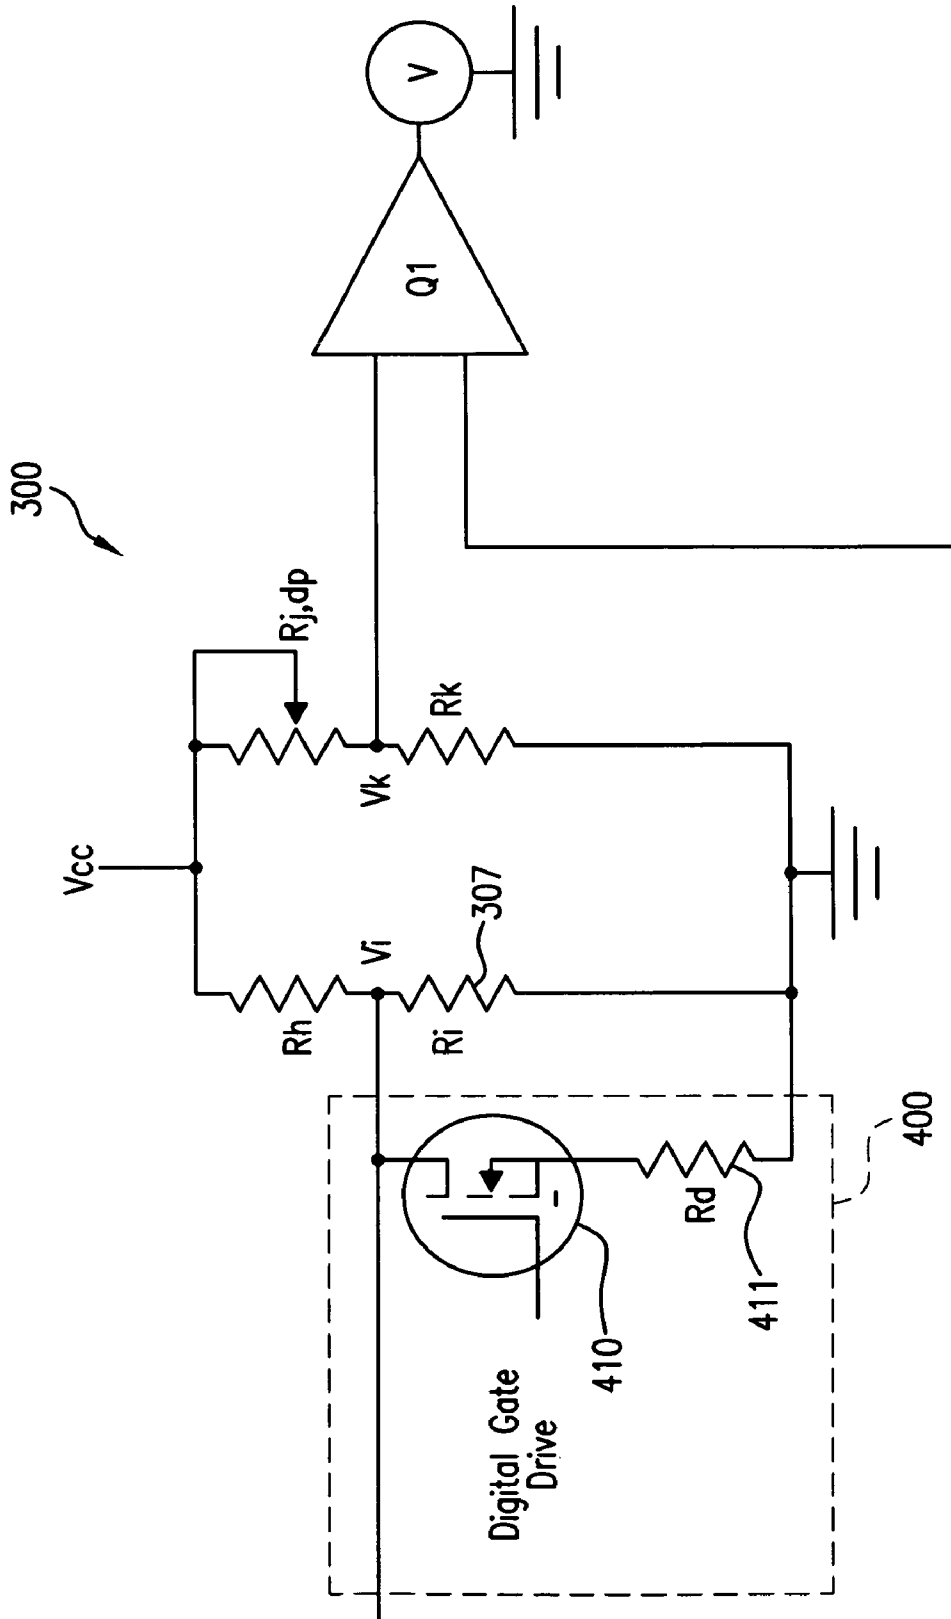 300
Vcc
Rj,dp
Rh
Vi
Vk
Ri
Rk
307
Q1
V
Digital Gate
Drive
410
Rd
411
400